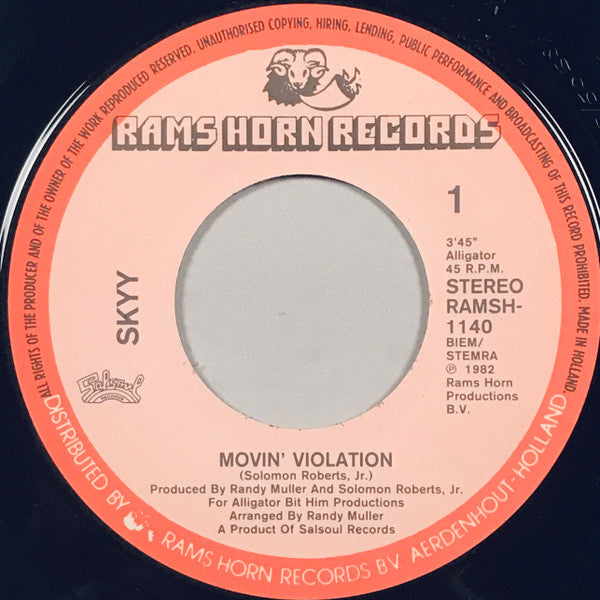 ALL RIGHTS OF THE PRODUCER AND OF THE OWNER OF THE WORK REPRODUCED RESERVED. UNAUTHORISED COPYING, HIRING, LENDING, PUBLIC PERFORMANCE AND BROADCASTING OF THIS RECORD PROHIBITED. MADE IN HOLLAND.
RAMS HORN RECORDS
1
3'45"
Alligator
45 R.P.M.
STEREO
RAMSH-
1140
BIEM/
STEMRA
℗ 1982
Rams Horn
Productions
B.V.
SKYY
Salsoul
RECORDS
MOVIN' VIOLATION
(Solomon Roberts, Jr.)
Produced By Randy Muller And Solomon Roberts, Jr.
For Alligator Bit Him Productions
Arranged By Randy Muller
A Product Of Salsoul Records
DISTRIBUTED BY RAMS HORN RECORDS B.V. AERDENHOUT-HOLLAND